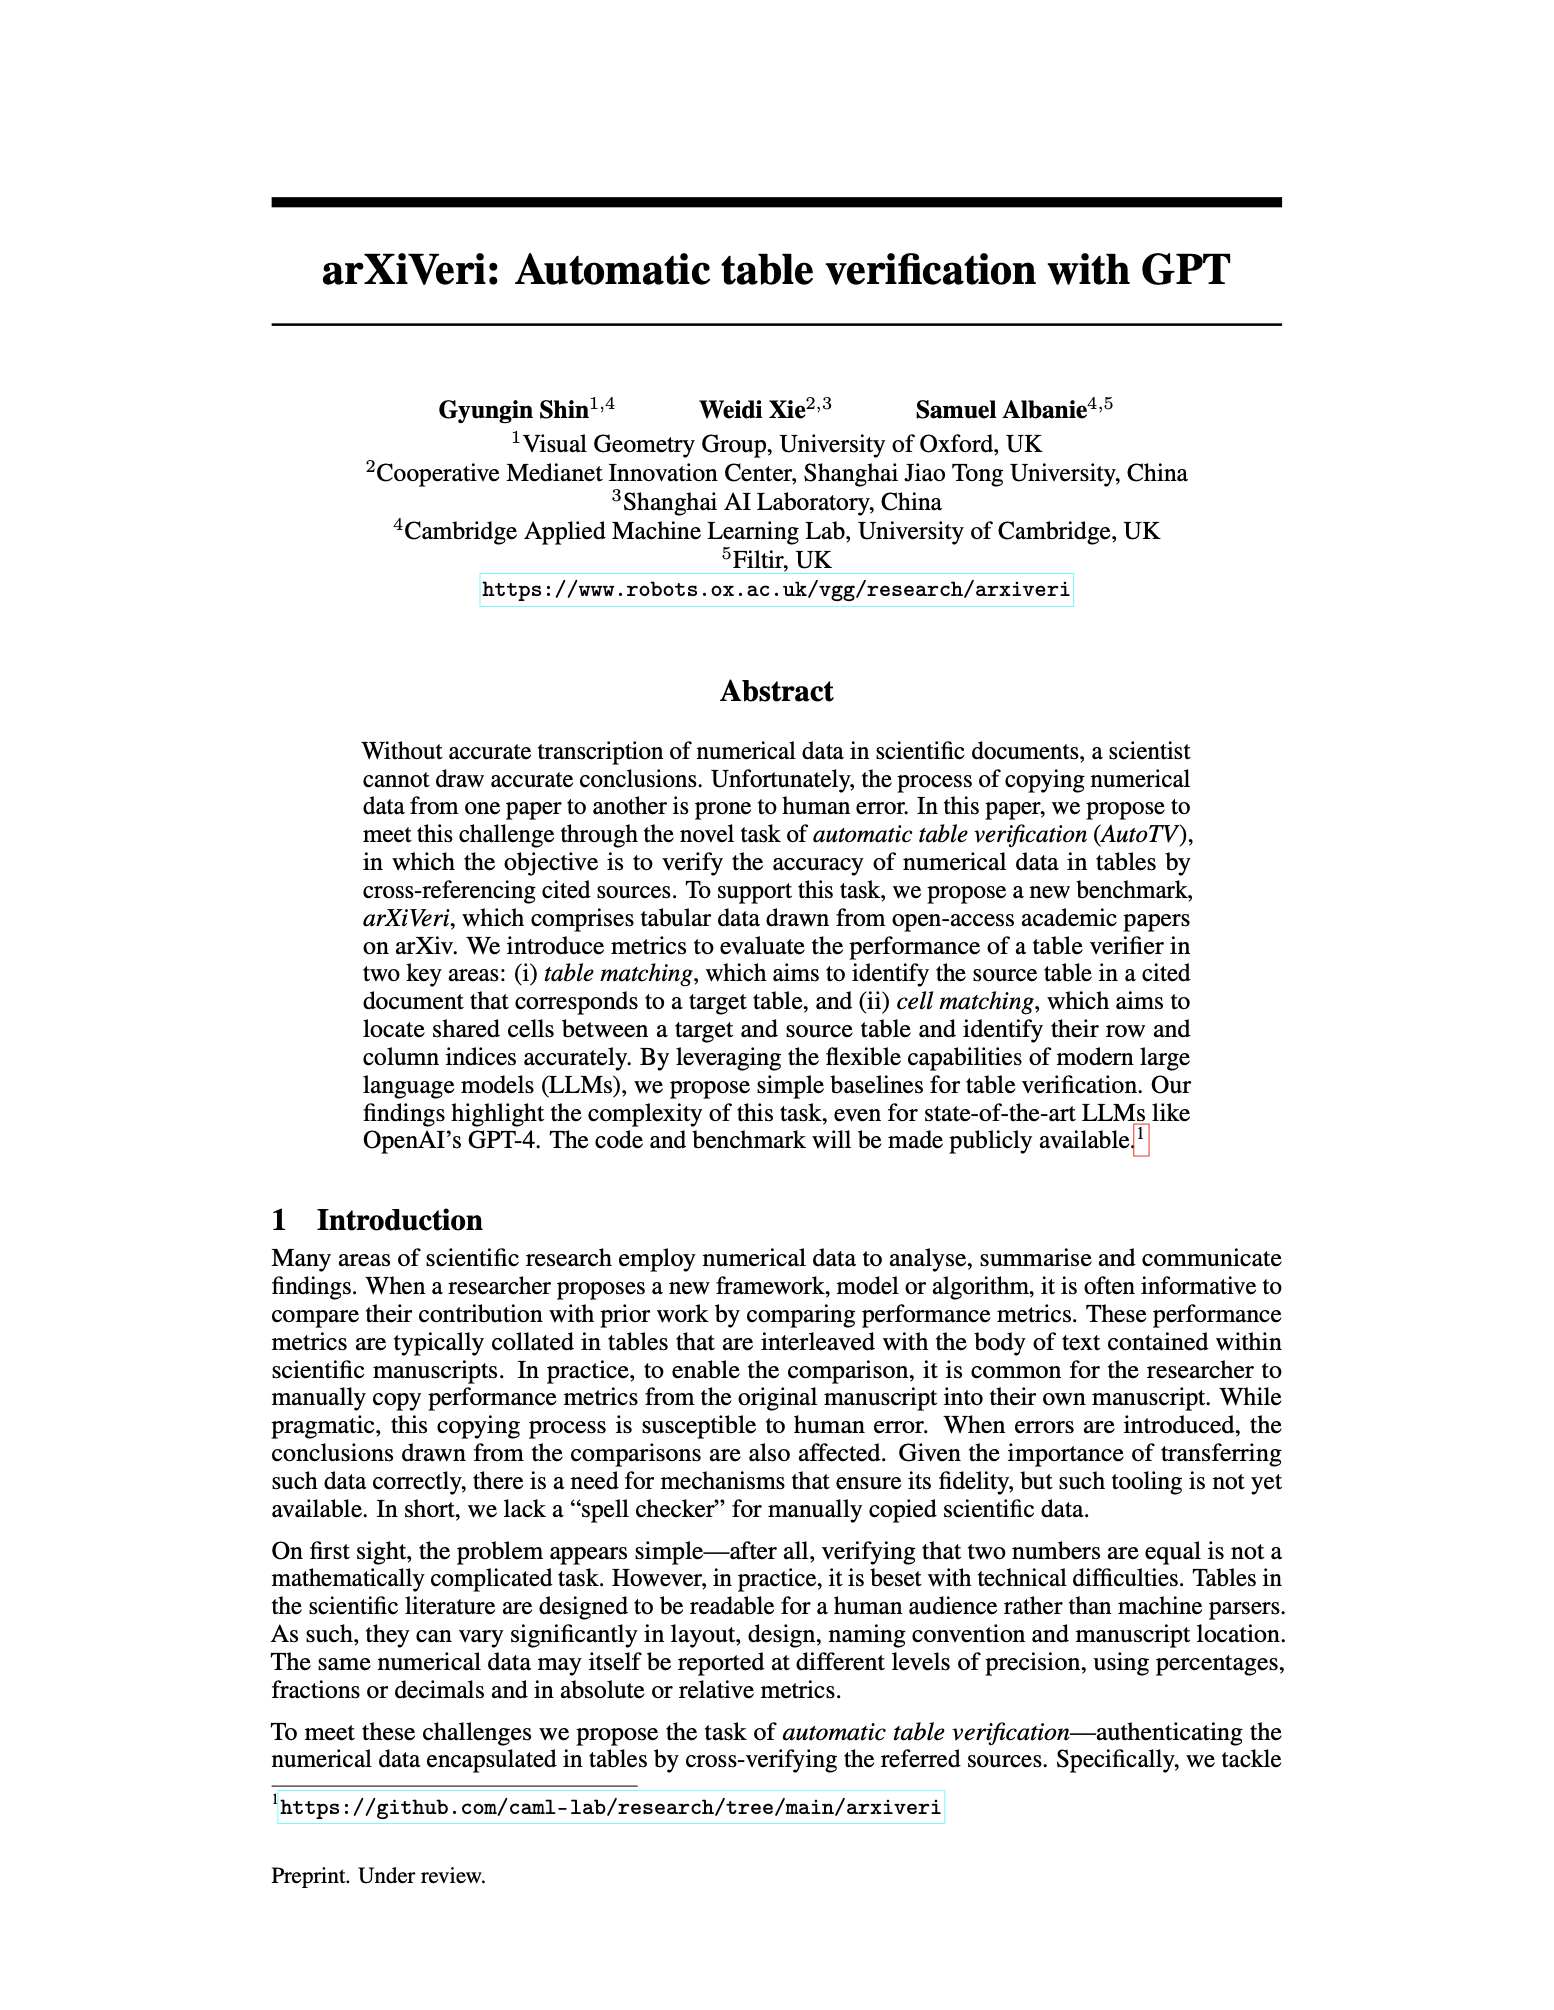 arXiVeri: Automatic table verification with GPT
Gyungin Shin1,4 Weidi Xie2,3 Samuel Albanie4,5
1Visual Geometry Group, University of Oxford, UK
2Cooperative Medianet Innovation Center, Shanghai Jiao Tong University, China
3Shanghai AI Laboratory, China
4Cambridge Applied Machine Learning Lab, University of Cambridge, UK
5Filtir, UK
https://www.robots.ox.ac.uk/vgg/research/arxiveri
Abstract
Without accurate transcription of numerical data in scientific documents, a scientist
cannot draw accurate conclusions. Unfortunately, the process of copying numerical
data from one paper to another is prone to human error. In this paper, we propose to
meet this challenge through the novel task of automatic table verification (AutoTV),
in which the objective is to verify the accuracy of numerical data in tables by
cross-referencing cited sources. To support this task, we propose a new benchmark,
arXiVeri, which comprises tabular data drawn from open-access academic papers
on arXiv. We introduce metrics to evaluate the performance of a table verifier in
two key areas: (i) table matching, which aims to identify the source table in a cited
document that corresponds to a target table, and (ii) cell matching, which aims to
locate shared cells between a target and source table and identify their row and
column indices accurately. By leveraging the flexible capabilities of modern large
language models (LLMs), we propose simple baselines for table verification. Our
findings highlight the complexity of this task, even for state-of-the-art LLMs like
OpenAI's GPT-4. The code and benchmark will be made publicly available.1
1 Introduction
Many areas of scientific research employ numerical data to analyse, summarise and communicate
findings. When a researcher proposes a new framework, model or algorithm, it is often informative to
compare their contribution with prior work by comparing performance metrics. These performance
metrics are typically collated in tables that are interleaved with the body of text contained within
scientific manuscripts. In practice, to enable the comparison, it is common for the researcher to
manually copy performance metrics from the original manuscript into their own manuscript. While
pragmatic, this copying process is susceptible to human error. When errors are introduced, the
conclusions drawn from the comparisons are also affected. Given the importance of transferring
such data correctly, there is a need for mechanisms that ensure its fidelity, but such tooling is not yet
available. In short, we lack a “spell checker” for manually copied scientific data.
On first sight, the problem appears simple—after all, verifying that two numbers are equal is not a
mathematically complicated task. However, in practice, it is beset with technical difficulties. Tables in
the scientific literature are designed to be readable for a human audience rather than machine parsers.
As such, they can vary significantly in layout, design, naming convention and manuscript location.
The same numerical data may itself be reported at different levels of precision, using percentages,
fractions or decimals and in absolute or relative metrics.
To meet these challenges we propose the task of automatic table verification—authenticating the
numerical data encapsulated in tables by cross-verifying the referred sources. Specifically, we tackle
1https://github.com/caml-lab/research/tree/main/arxiveri
Preprint. Under review.